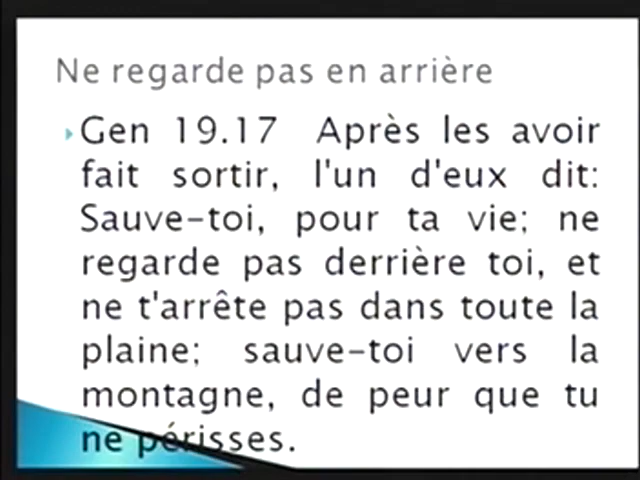 Ne regarde pas en arrière
Gen 19.17 Après les avoir
fait sortir, l'un d'eux dit:
Sauve-toi, pour ta vie; ne
regarde pas derrière toi, et
ne t'arrête pas dans toute la
plaine; sauve-toi vers la
montagne, de peur que tu
ne périsses.